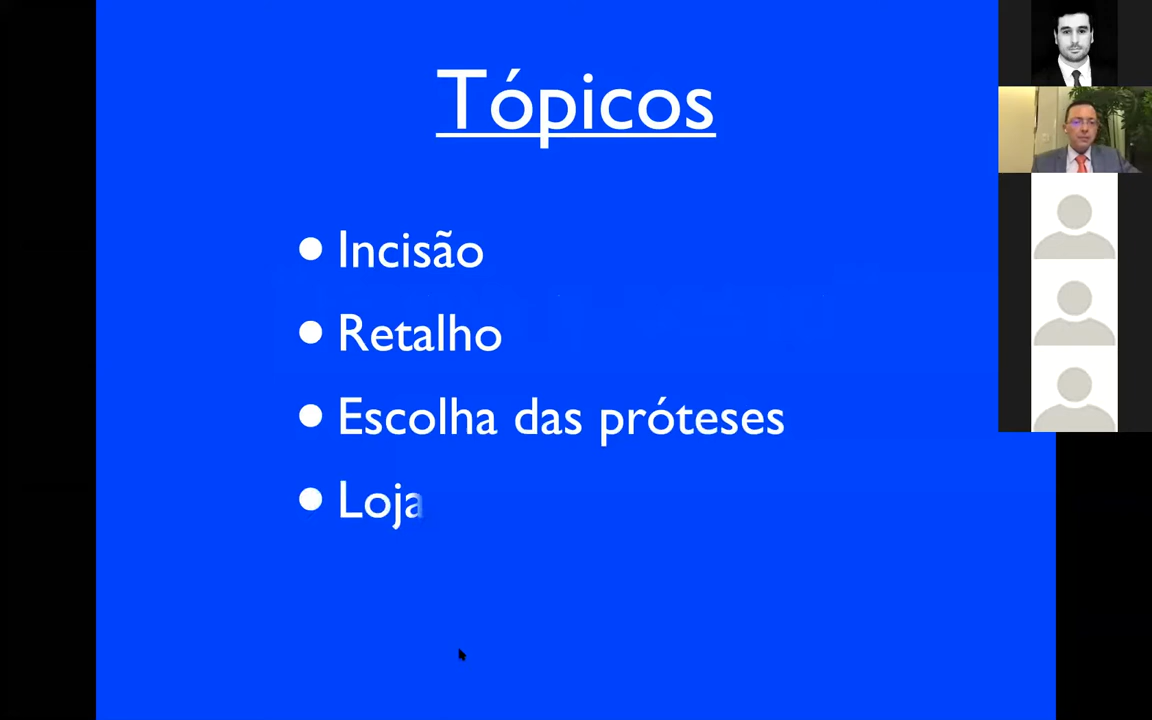 Tópicos
• Incisão
• Retalho
• Escolha das próteses
• Loja